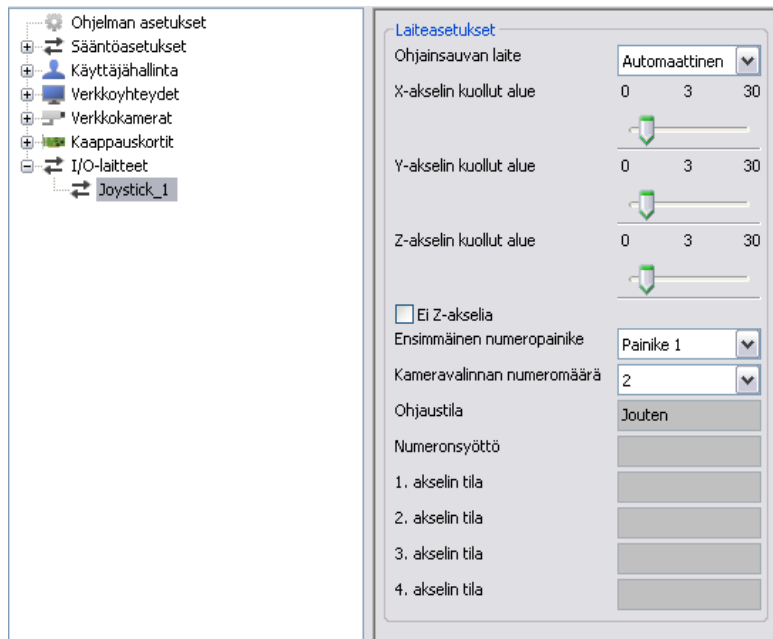 Ohjelman asetukset
Sääntöasetukset
Käyttäjähallinta
Verkkoyhteydet
Verkkokamerat
Kaappauskortit
I/O-laitteet
Joystick_1
Laiteasetukset
Ohjainsauvan laite Automaattinen
X-akselin kuollut alue 0 3 30
Y-akselin kuollut alue 0 3 30
Z-akselin kuollut alue 0 3 30
Ei Z-akselia
Ensimmäinen numeropainike Painike 1
Kameravalinnan numeromäärä 2
Ohjaustila Jouten
Numeronsyöttö
1. akselin tila
2. akselin tila
3. akselin tila
4. akselin tila